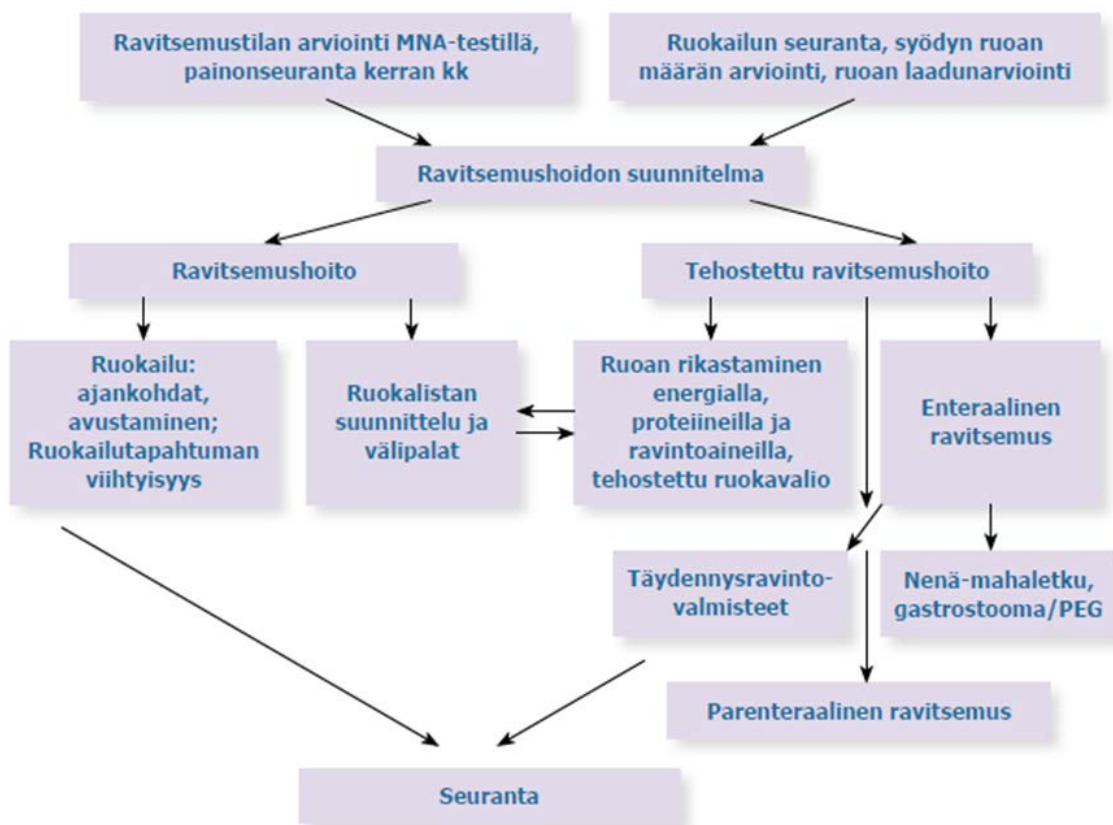 Ravitsemustilan arviointi MNA-testillä,
painonseuranta kerran kk
Ruokailun seuranta, syödyn ruoan
määrän arviointi, ruoan laadunarviointi
Ravitsemushoidon suunnitelma
Ravitsemushoito
Tehostettu ravitsemushoito
Ruokailu:
ajankohdat,
avustaminen;
Ruokailutapahtuman
viihtyisyys
Ruokalistan
suunnittelu ja
välipalat
Ruoan rikastaminen
energialla,
proteiineilla ja
ravintoaineilla,
tehostettu ruokavalio
Enteraalinen
ravitsemus
Täydennysravinto-
valmisteet
Nenä-mahaletku,
gastrostooma/PEG
Parenteraalinen ravitsemus
Seuranta